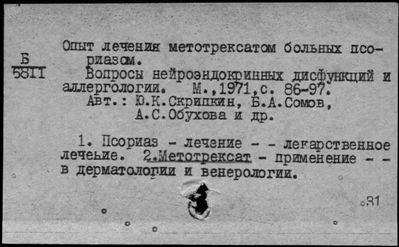 Опыт лечения метотрексатом больных псо-
риазом.
Б
5811
Вопросы нейроэндокринных дисфункций и
аллергологии. М.,1971,с. 86-97.
Авт.: Ю.К.Скрипкин, Б.А.Сомов,
А.С.Обухова и др.
1. Псориаз - лечение - - лекарственное
лечение. 2.Метотрексат - применение - -
в дерматологии и венерологии.
З1